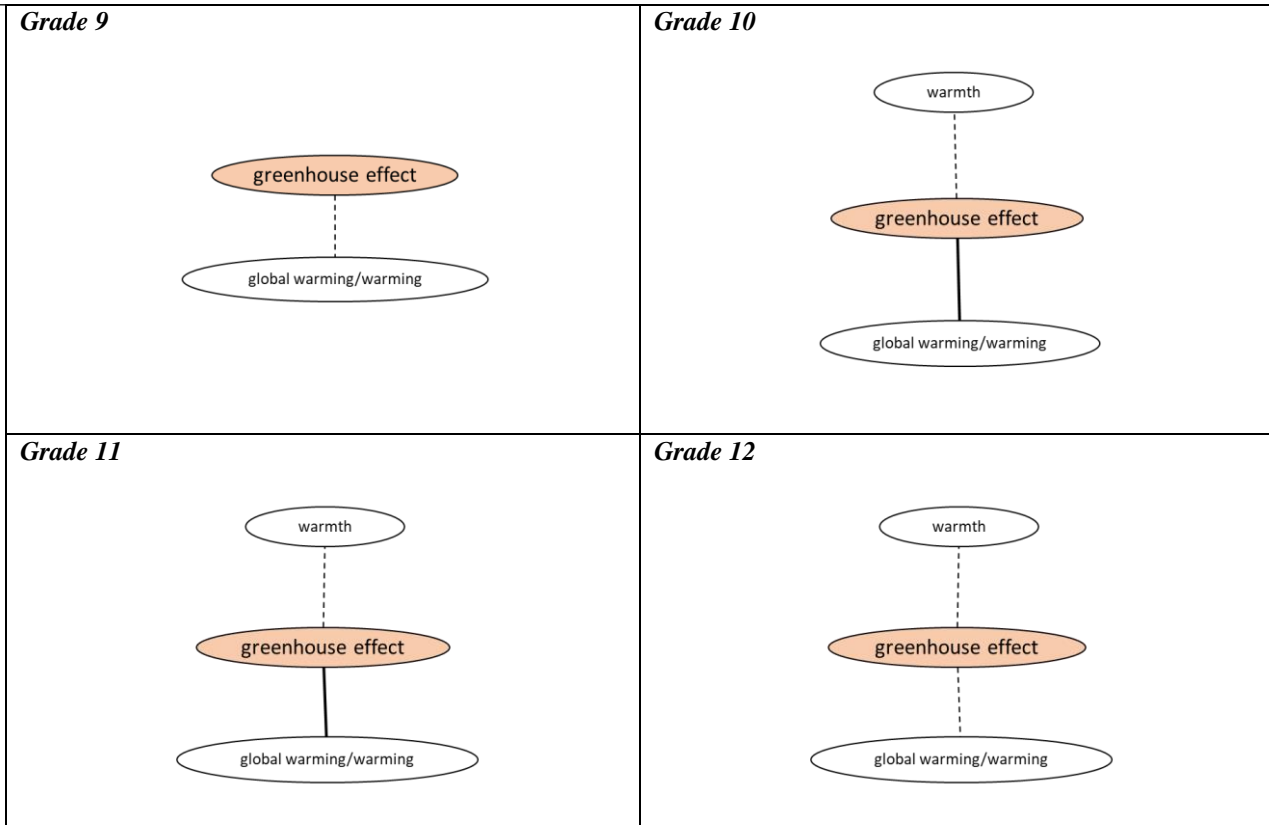 Grade 9
greenhouse effect
global warming/warming
Grade 10
warmth
greenhouse effect
global warming/warming
Grade 11
warmth
greenhouse effect
global warming/warming
Grade 12
warmth
greenhouse effect
global warming/warming